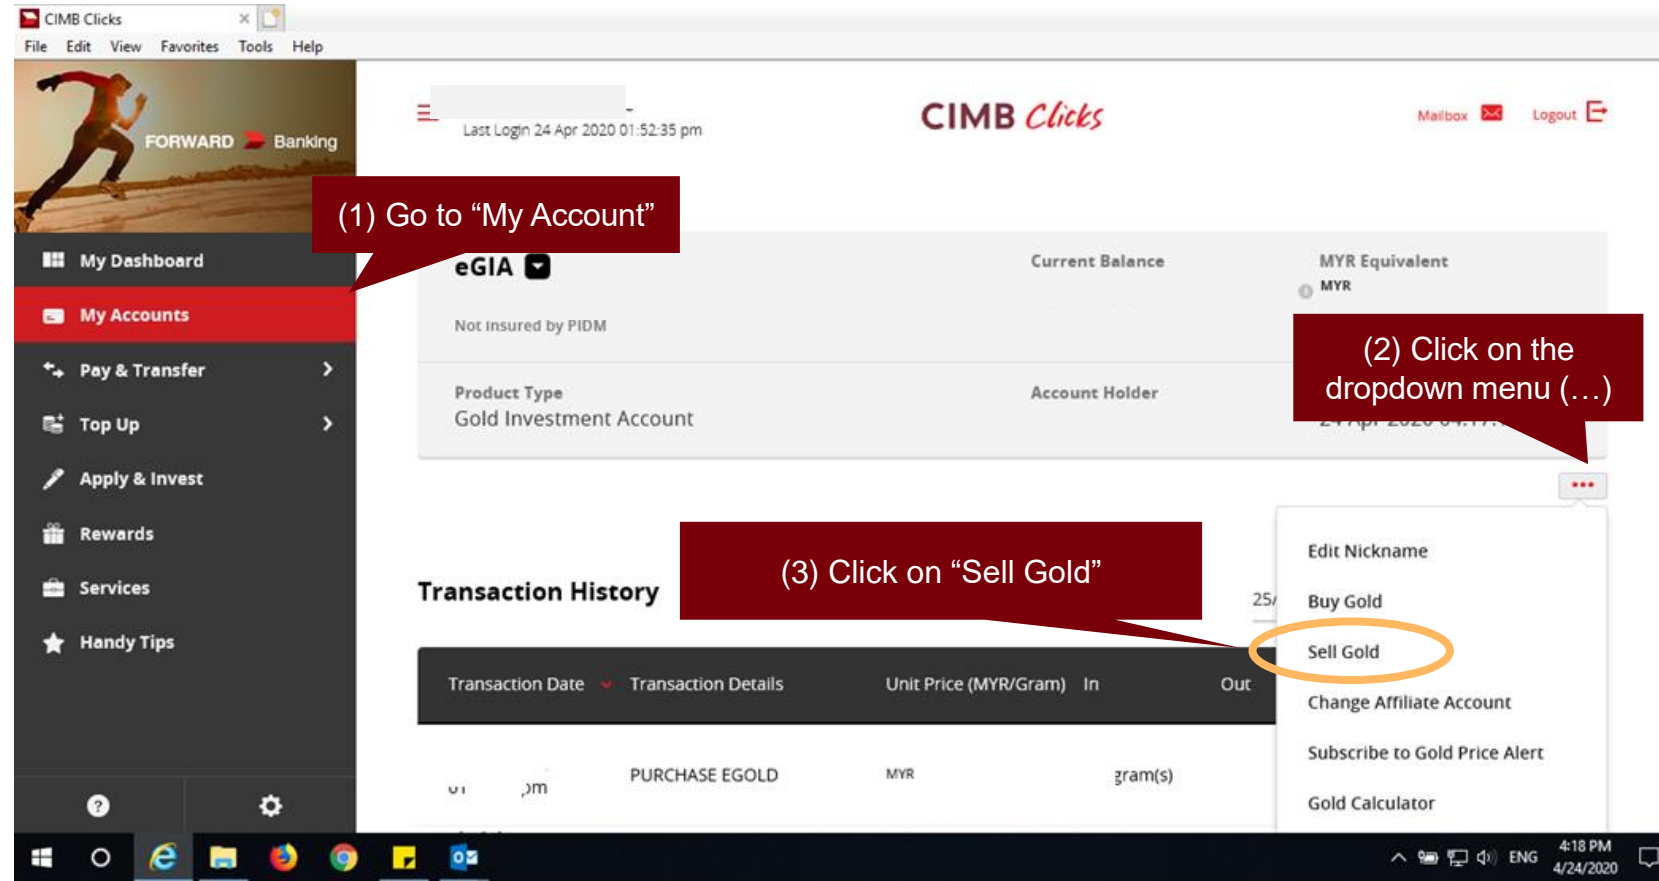 CIMB Clicks
File Edit View Favorites Tools Help
FORWARD Banking
Last Login 24 Apr 2020 01:52:35 pm
CIMB Clicks
Mailbox
Logout
(1) Go to “My Account”
My Dashboard
My Accounts
Pay & Transfer
Top Up
Apply & Invest
Rewards
Services
Handy Tips
eGIA
Not insured by PIDM
Current Balance
MYR Equivalent
MYR
(2) Click on the
dropdown menu (...)
Product Type
Gold Investment Account
Account Holder
24 Apr 2020
(3) Click on “Sell Gold”
Edit Nickname
Buy Gold
Sell Gold
Change Affiliate Account
Subscribe to Gold Price Alert
Gold Calculator
Transaction History
25/
Transaction Date Transaction Details Unit Price (MYR/Gram) In Out
PURCHASE EGOLD MYR gram(s)
ENG
4:18 PM
4/24/2020